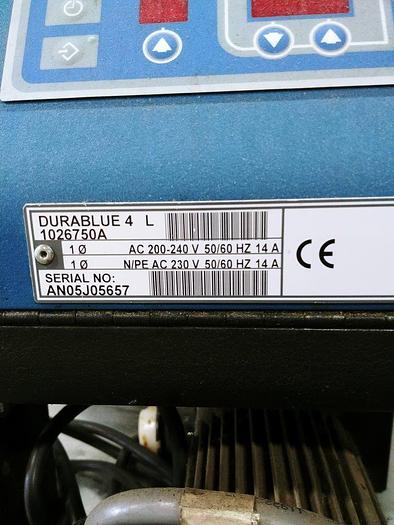 DURABLUE 4 L
1026750A
1 Ø AC 200-240 V 50/60 HZ 14 A
1 Ø N/PE AC 230 V 50/60 HZ 14 A
SERIAL NO:
AN05J05657
CE